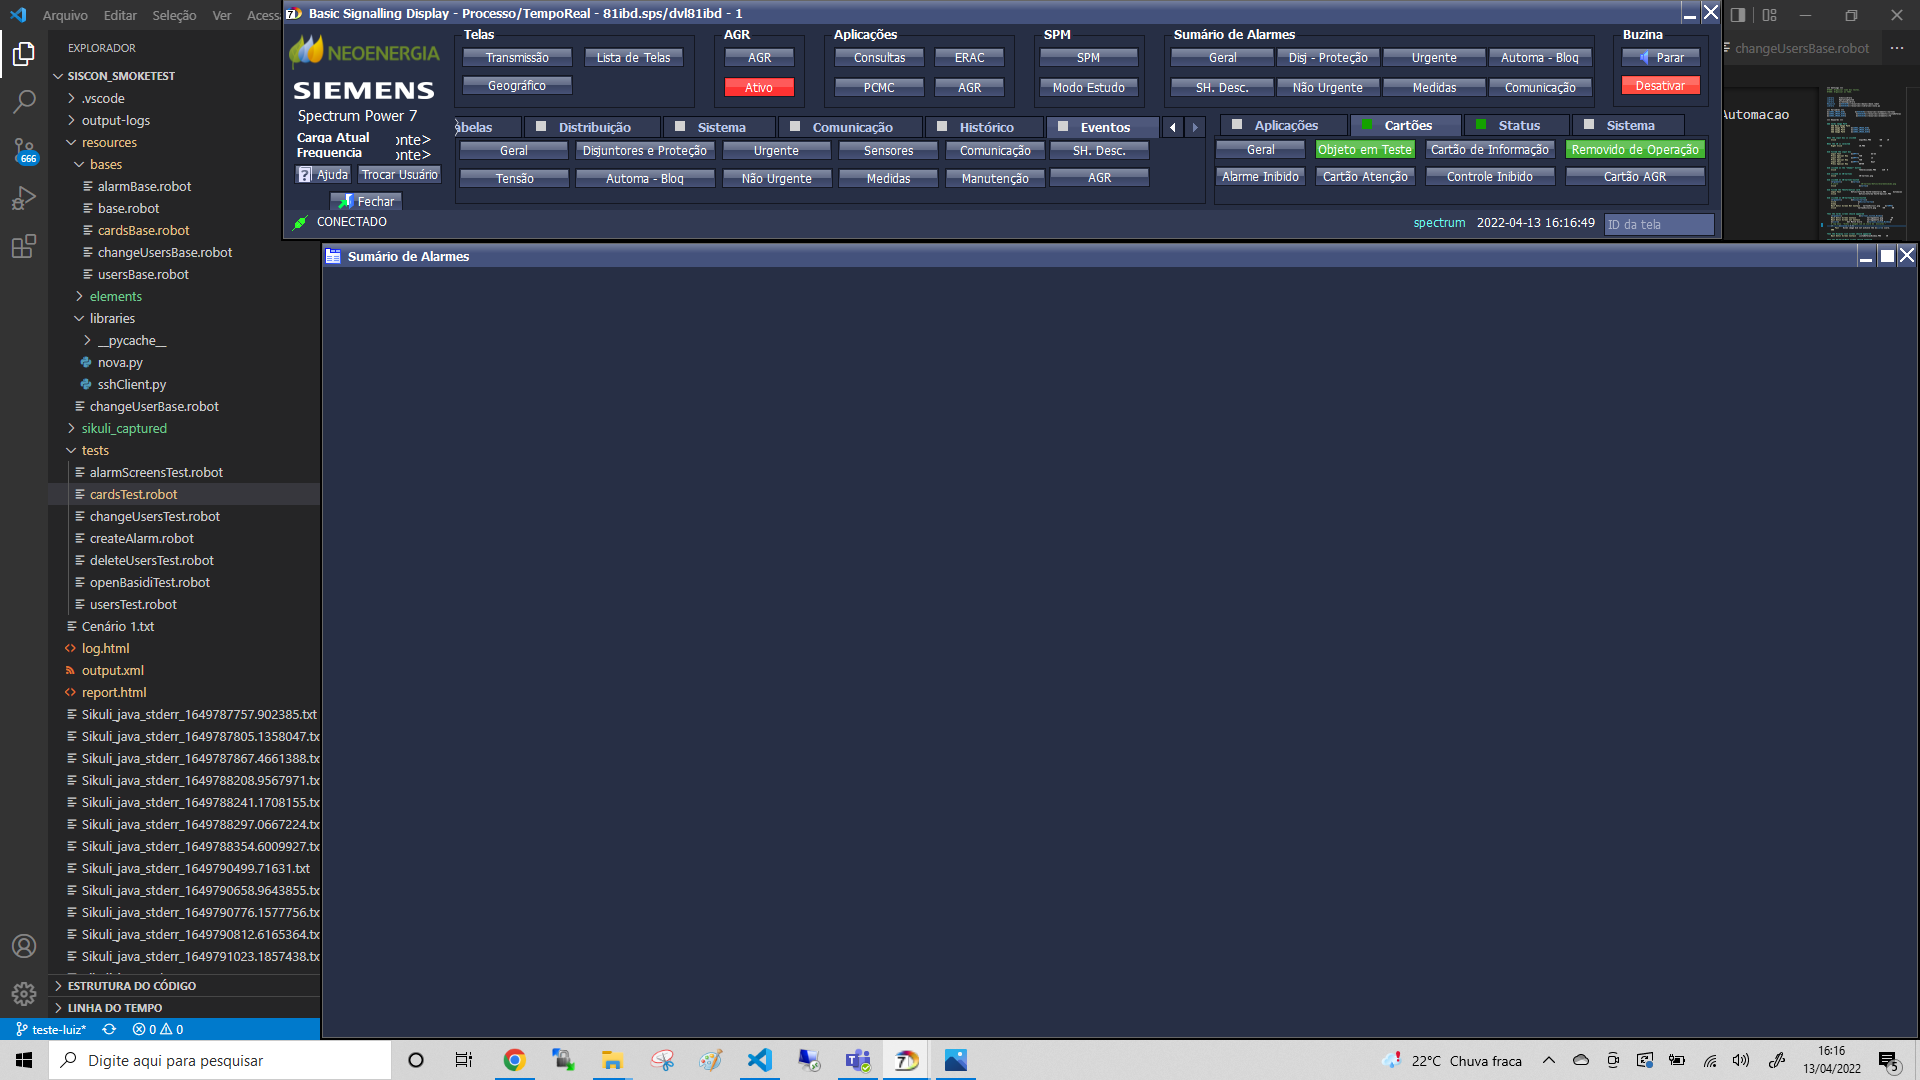 Arquivo Editar Seleção Ver Acess
Basic Signalling Display - Processo/TempoReal - 81ibd.sps/dvl81ibd - 1
changeUsersBase.robot
EXPLORADOR
SISCON_SMOKETEST
.vscode
output-logs
resources
bases
alarmBase.robot
base.robot
cardsBase.robot
changeUsersBase.robot
usersBase.robot
elements
libraries
__pycache__
nova.py
sshClient.py
changeUserBase.robot
sikuli_captured
tests
alarmScreensTest.robot
cardsTest.robot
changeUsersTest.robot
createAlarm.robot
deleteUsersTest.robot
openBasidiTest.robot
usersTest.robot
Cenário 1.txt
log.html
output.xml
report.html
Sikuli_java_stderr_1649787757.902385.txt
Sikuli_java_stderr_1649787805.1358047.tx
Sikuli_java_stderr_1649787867.4661388.tx
Sikuli_java_stderr_1649788208.9567971.tx
Sikuli_java_stderr_1649788241.1708155.tx
Sikuli_java_stderr_1649788297.0667224.tx
Sikuli_java_stderr_1649788354.6009927.tx
Sikuli_java_stderr_1649790499.71631.txt
Sikuli_java_stderr_1649790658.9643855.tx
Sikuli_java_stderr_1649790776.1577756.tx
Sikuli_java_stderr_1649790812.6165364.tx
Sikuli_java_stderr_1649791023.1857438.tx
ESTRUTURA DO CÓDIGO
LINHA DO TEMPO
666
teste-luiz* 0 0
NEOENERGIA
SIEMENS
Spectrum Power 7
Carga Atual onte>
Frequencia onte>
Ajuda Trocar Usuário
Fechar
CONECTADO
Telas
Transmissão Lista de Telas
Geográfico
AGR
AGR
Ativo
Aplicações
Consultas ERAC
PCMC AGR
SPM
SPM
Modo Estudo
Sumário de Alarmes
Geral Disj - Proteção Urgente Automa - Bloq
SH. Desc. Não Urgente Medidas Comunicação
Buzina
Parar
Desativar
abelas Distribuição Sistema Comunicação Histórico Eventos
Geral Disjuntores e Proteção Urgente Sensores Comunicação SH. Desc.
Tensão Automa - Bloq Não Urgente Medidas Manutenção AGR
Aplicações Cartões Status Sistema
Geral Objeto em Teste Cartão de Informação Removido de Operação
Alarme Inibido Cartão Atenção Controle Inibido Cartão AGR
spectrum 2022-04-13 16:16:49 ID da tela
Automacao
Sumário de Alarmes
Digite aqui para pesquisar
22°C Chuva fraca
16:16
13/04/2022
5